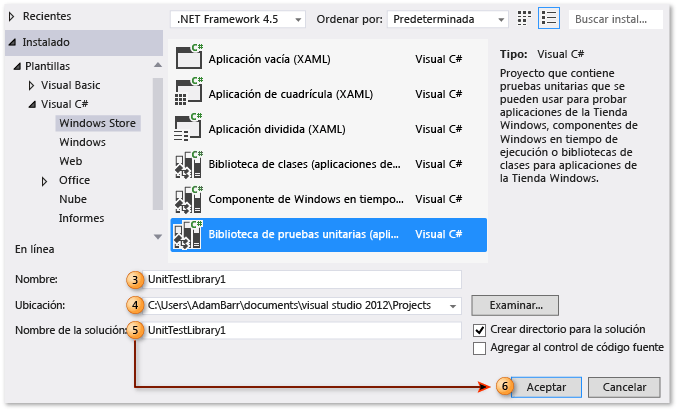 Recientes
.NET Framework 4.5
Ordenar por: Predeterminada
Buscar instal...
Instalado
Plantillas
Visual Basic
Visual C#
Windows Store
Windows
Web
Office
Nube
Informes
En línea
C# Aplicación vacía (XAML) Visual C#
C# Aplicación de cuadrícula (XAML) Visual C#
C# Aplicación dividida (XAML) Visual C#
C# Biblioteca de clases (aplicaciones de... Visual C#
C# Componente de Windows en tiempo... Visual C#
C# Biblioteca de pruebas unitarias (apli... Visual C#
Tipo: Visual C#
Proyecto que contiene
pruebas unitarias que se
pueden usar para probar
aplicaciones de la Tienda
Windows, componentes de
Windows en tiempo de
ejecución o bibliotecas de
clases para aplicaciones de
la Tienda Windows.
Nombre: 3 UnitTestLibrary1
Ubicación: 4 C:\Users\AdamBarr\documents\visual studio 2012\Projects Examinar...
Nombre de la solución: 5 UnitTestLibrary1
Crear directorio para la solución
Agregar al control de código fuente
6 Aceptar Cancelar